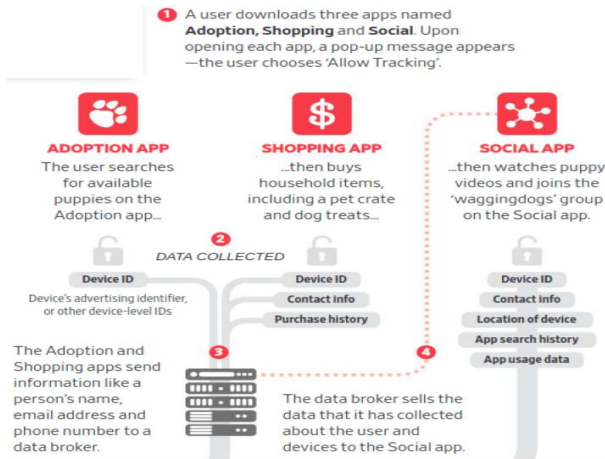 1 A user downloads three apps named
Adoption, Shopping and Social. Upon
opening each app, a pop-up message appears
—the user chooses ‘Allow Tracking’.
ADOPTION APP
The user searches
for available
puppies on the
Adoption app...
SHOPPING APP
...then buys
household items,
including a pet crate
and dog treats...
SOCIAL APP
...then watches puppy
videos and joins the
‘waggingdogs’ group
on the Social app.
2
DATA COLLECTED
Device ID
Device’s advertising identifier,
or other device-level IDs
Device ID
Contact info
Purchase history
Device ID
Contact info
Location of device
App search history
App usage data
3
The Adoption and
Shopping apps send
information like a
person’s name,
email address and
phone number to a
data broker.
4
The data broker sells the
data that it has collected
about the user and
devices to the Social app.